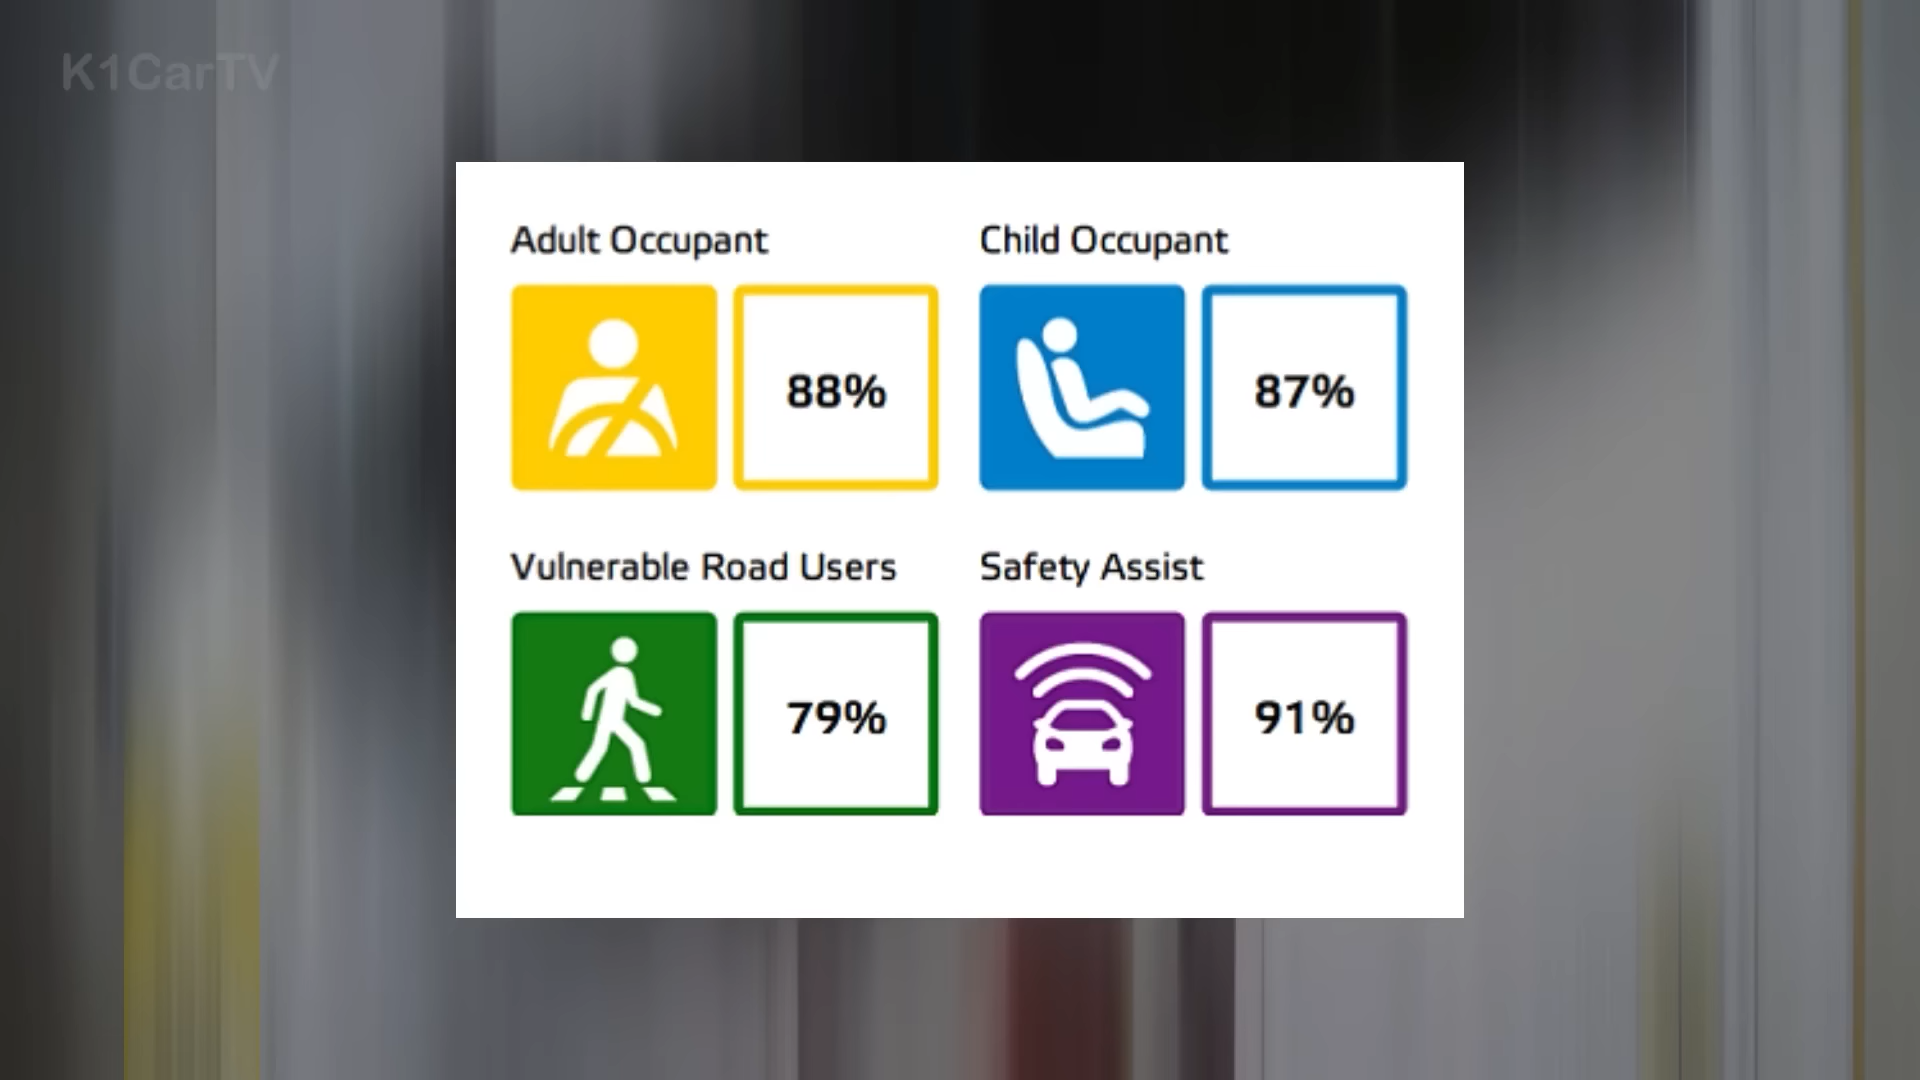 K1CarTV
Adult Occupant
88%
Child Occupant
87%
Vulnerable Road Users
79%
Safety Assist
91%